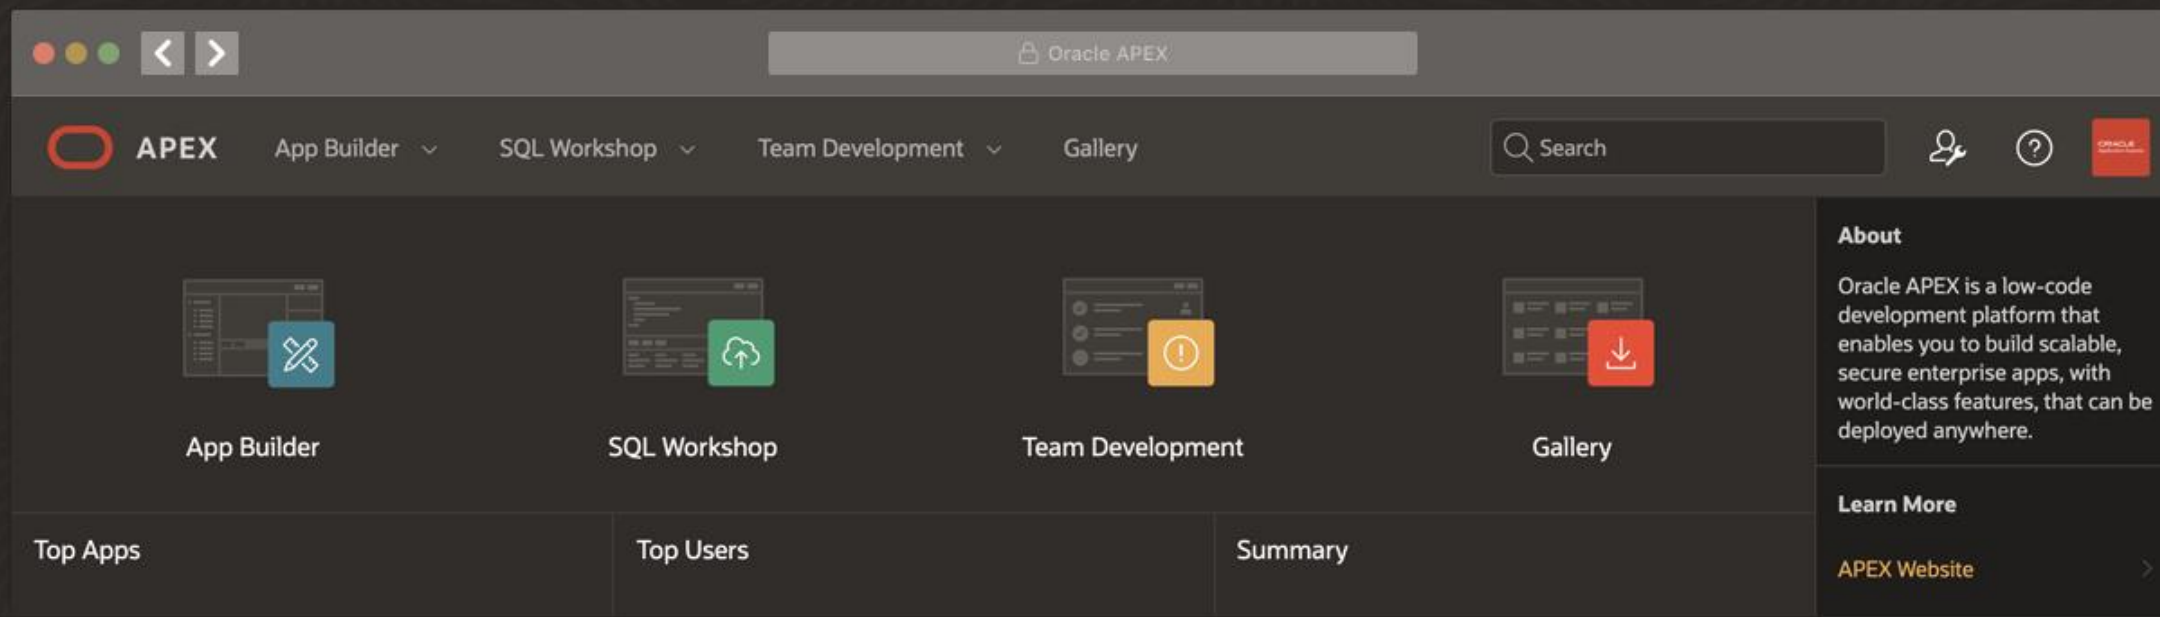 Oracle APEX
APEX
App Builder
SQL Workshop
Team Development
Gallery
Search
ORACLE
App Builder
SQL Workshop
Team Development
Gallery
About
Oracle APEX is a low-code
development platform that
enables you to build scalable,
secure enterprise apps, with
world-class features, that can be
deployed anywhere.
Learn More
APEX Website
Top Apps
Top Users
Summary